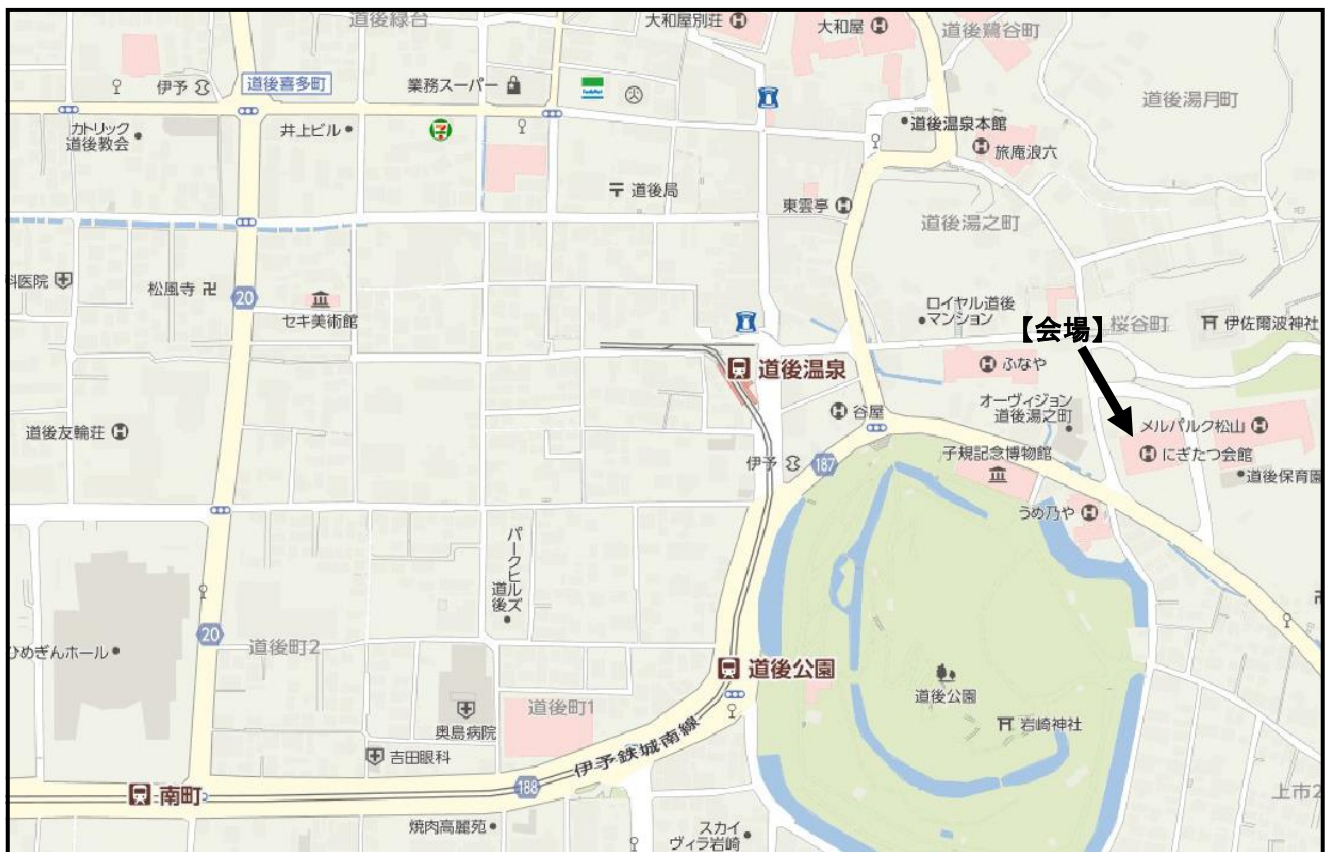 道後緑台
大和屋別荘
大和屋
道後鷺谷町
伊予
道後喜多町
業務スーパー
FamilyMart
道後湯月町
カトリック
道後教会
井上ビル
7
道後温泉本館
旅庵浪六
道後局
東雲亭
道後湯之町
科医院
松風寺
20
セキ美術館
ロイヤル道後
マンション
【会場】
桜谷町
伊佐爾波神社
道後温泉
ふなや
道後友輪荘
谷屋
オーヴィジョン
道後湯之町
メルパルク松山
にぎたつ会館
伊予
187
子規記念博物館
道後保育園
うめ乃や
パークヒルズ
道後
20
道後町2
ひめぎんホール
道後公園
道後公園
奥島病院
道後町1
岩崎神社
吉田眼科
伊予鉄城南線
南町
188
上市2
焼肉高麗苑
スカイ
ヴィラ岩崎